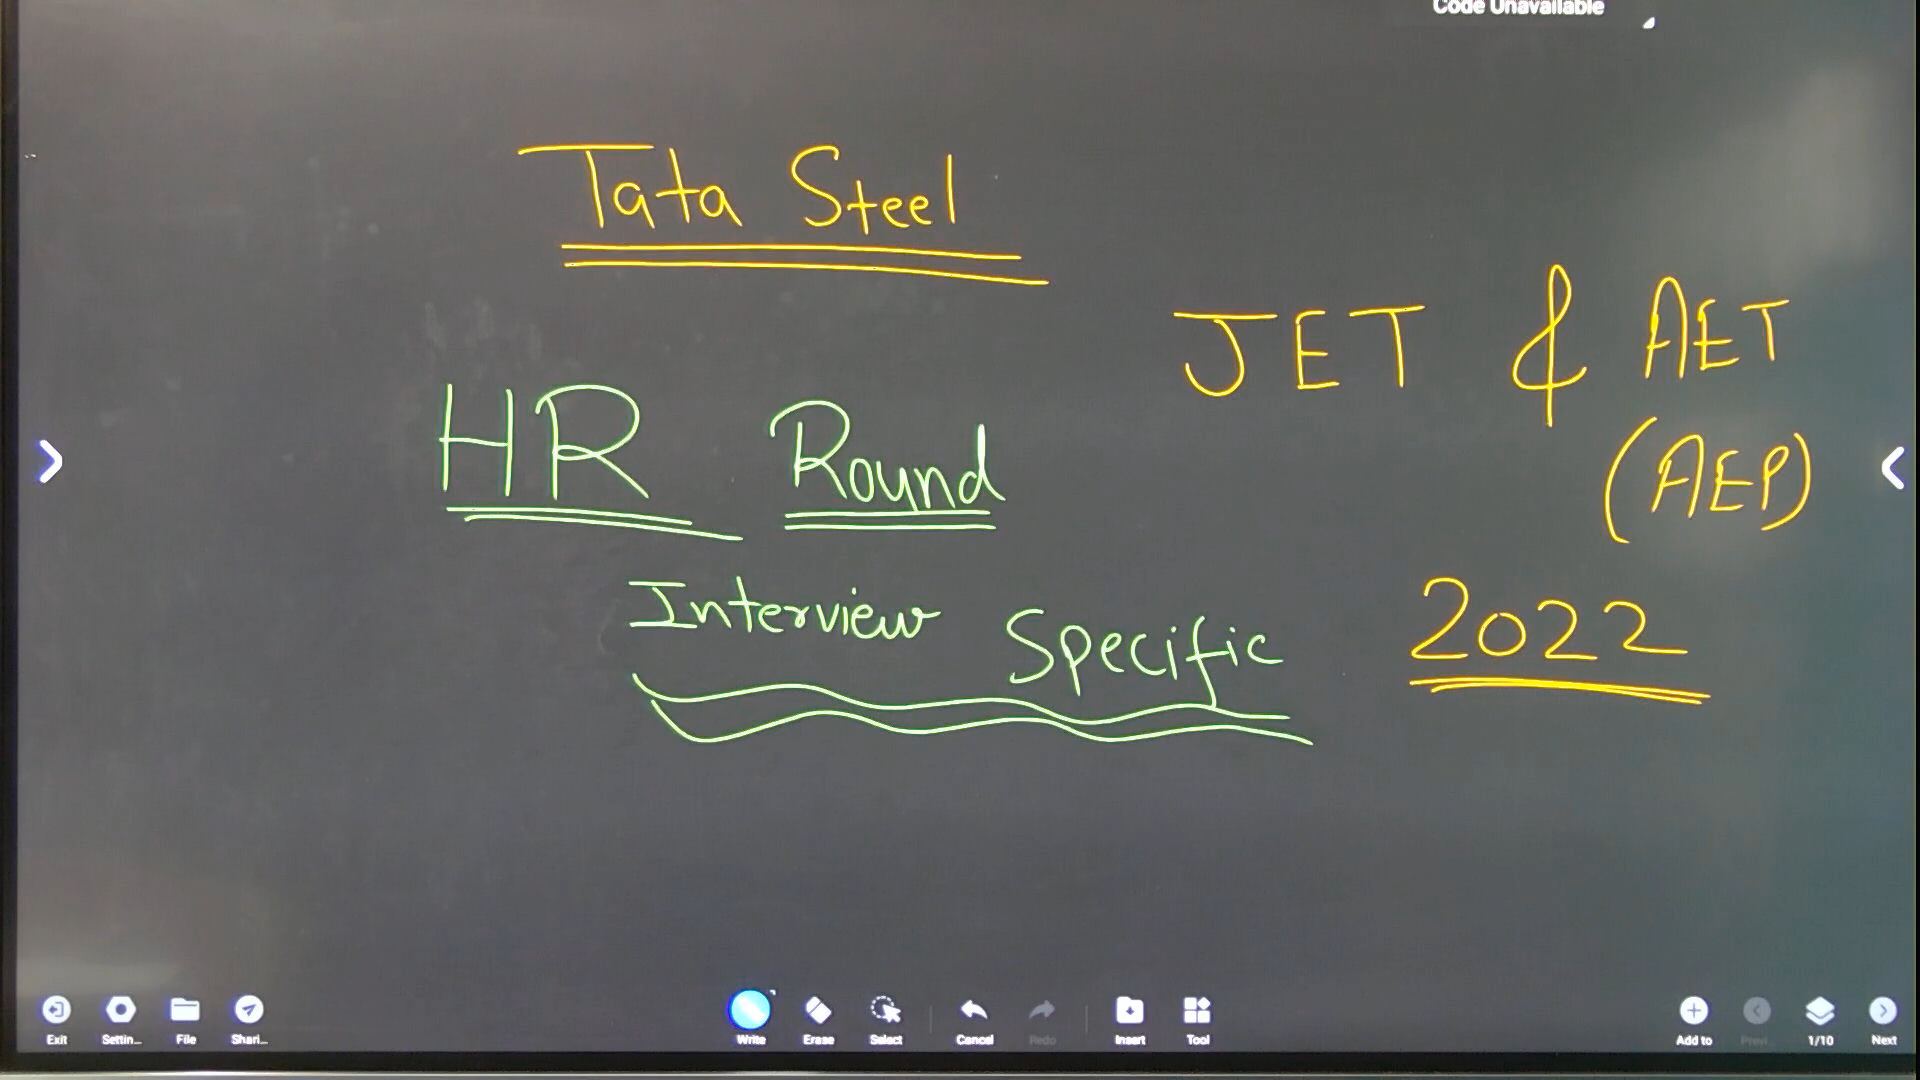 Code Unavailable
Tata Steel
JET & AET
(AEP)
HR Round
Interview Specific
2022
Exit Settin... File Shari... Write Erase Select Cancel Redo Insert Tool Add to Previ... 1/10 Next